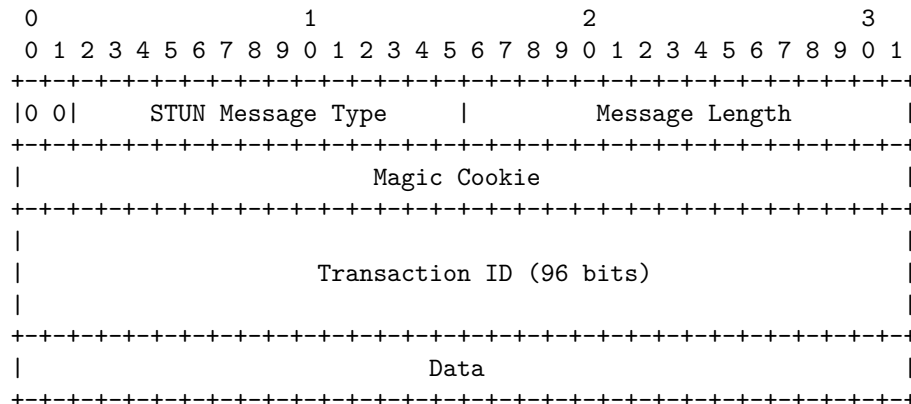 0                   1                   2                   3
0 1 2 3 4 5 6 7 8 9 0 1 2 3 4 5 6 7 8 9 0 1 2 3 4 5 6 7 8 9 0 1
+-+-+-+-+-+-+-+-+-+-+-+-+-+-+-+-+-+-+-+-+-+-+-+-+-+-+-+-+-+-+-+-+
|0 0|     STUN Message Type     |         Message Length        |
+-+-+-+-+-+-+-+-+-+-+-+-+-+-+-+-+-+-+-+-+-+-+-+-+-+-+-+-+-+-+-+-+
|                         Magic Cookie                          |
+-+-+-+-+-+-+-+-+-+-+-+-+-+-+-+-+-+-+-+-+-+-+-+-+-+-+-+-+-+-+-+-+
|                                                               |
|                     Transaction ID (96 bits)                  |
|                                                               |
+-+-+-+-+-+-+-+-+-+-+-+-+-+-+-+-+-+-+-+-+-+-+-+-+-+-+-+-+-+-+-+-+
|                             Data                              |
+-+-+-+-+-+-+-+-+-+-+-+-+-+-+-+-+-+-+-+-+-+-+-+-+-+-+-+-+-+-+-+-+